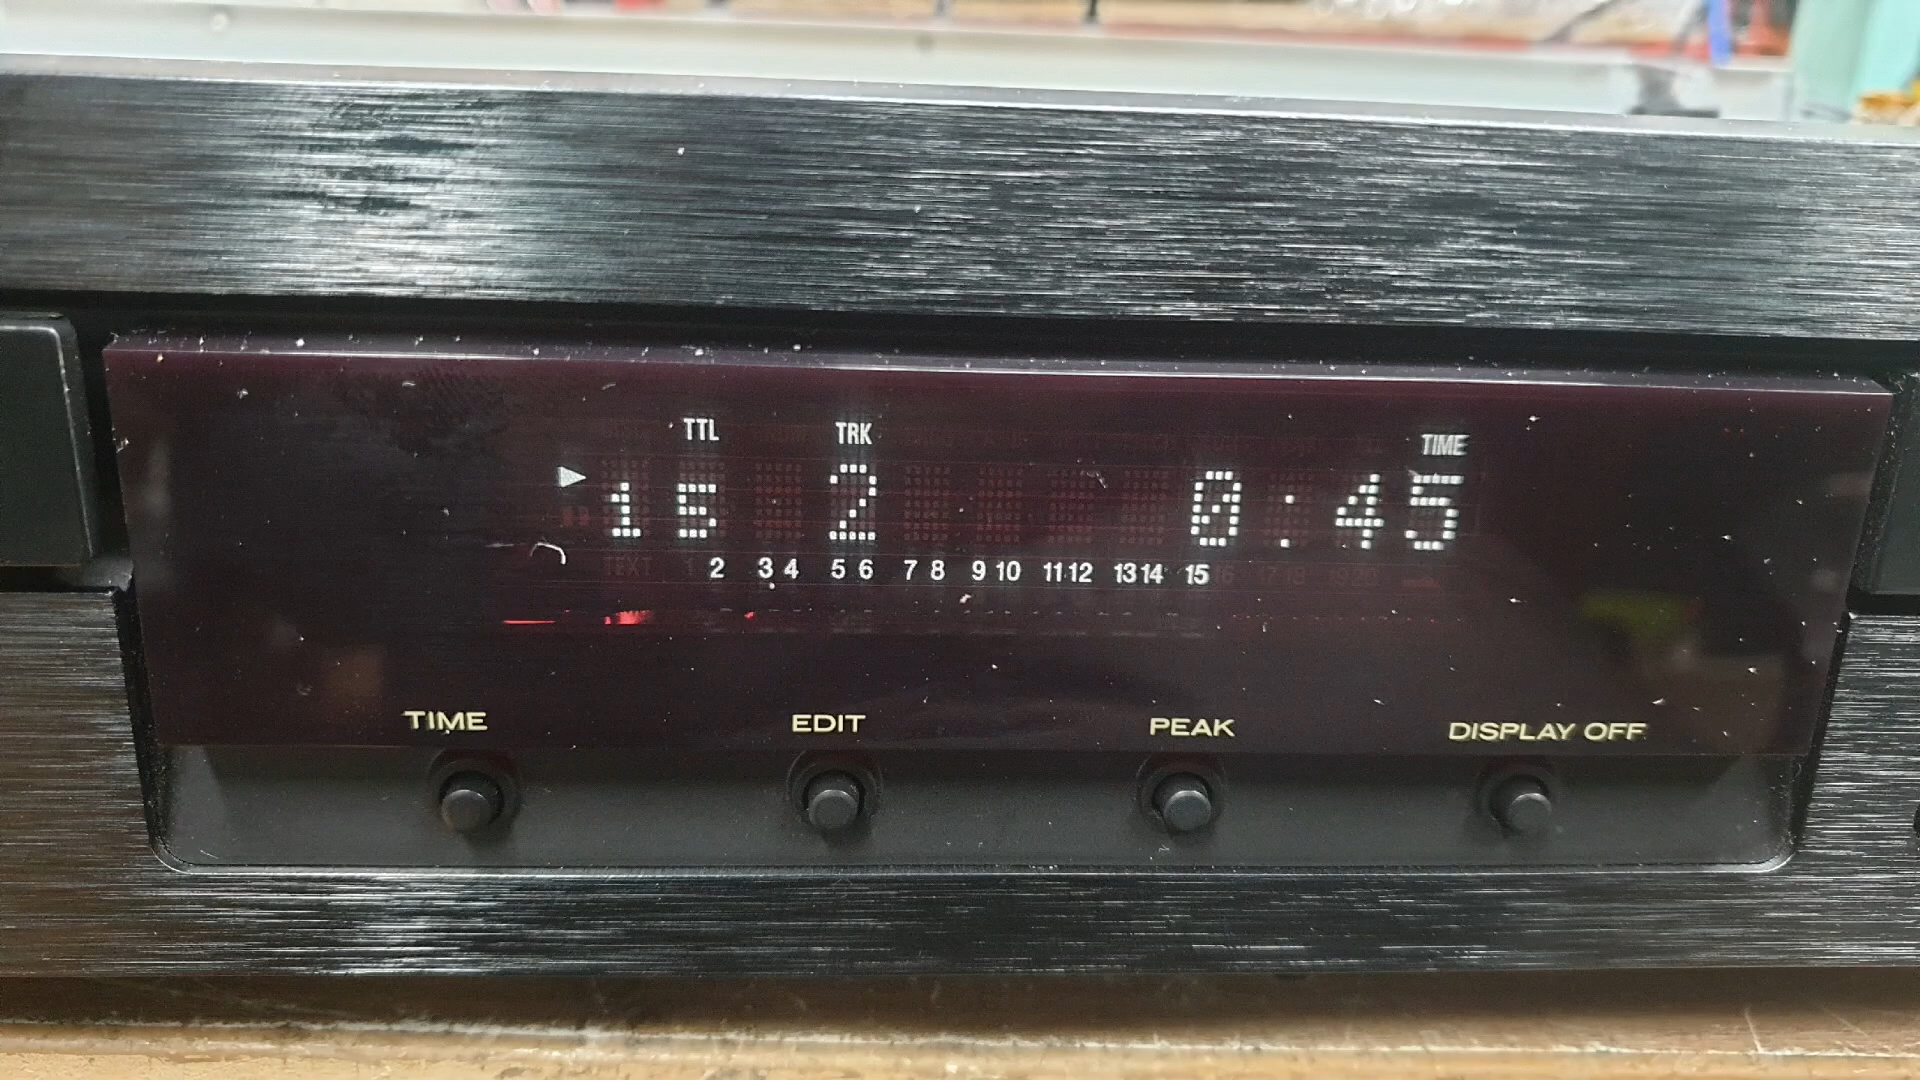 TTL TRK TIME
15 2 0:45
2 3 4 5 6 7 8 9 10 11 12 13 14 15
TIME EDIT PEAK DISPLAY OFF